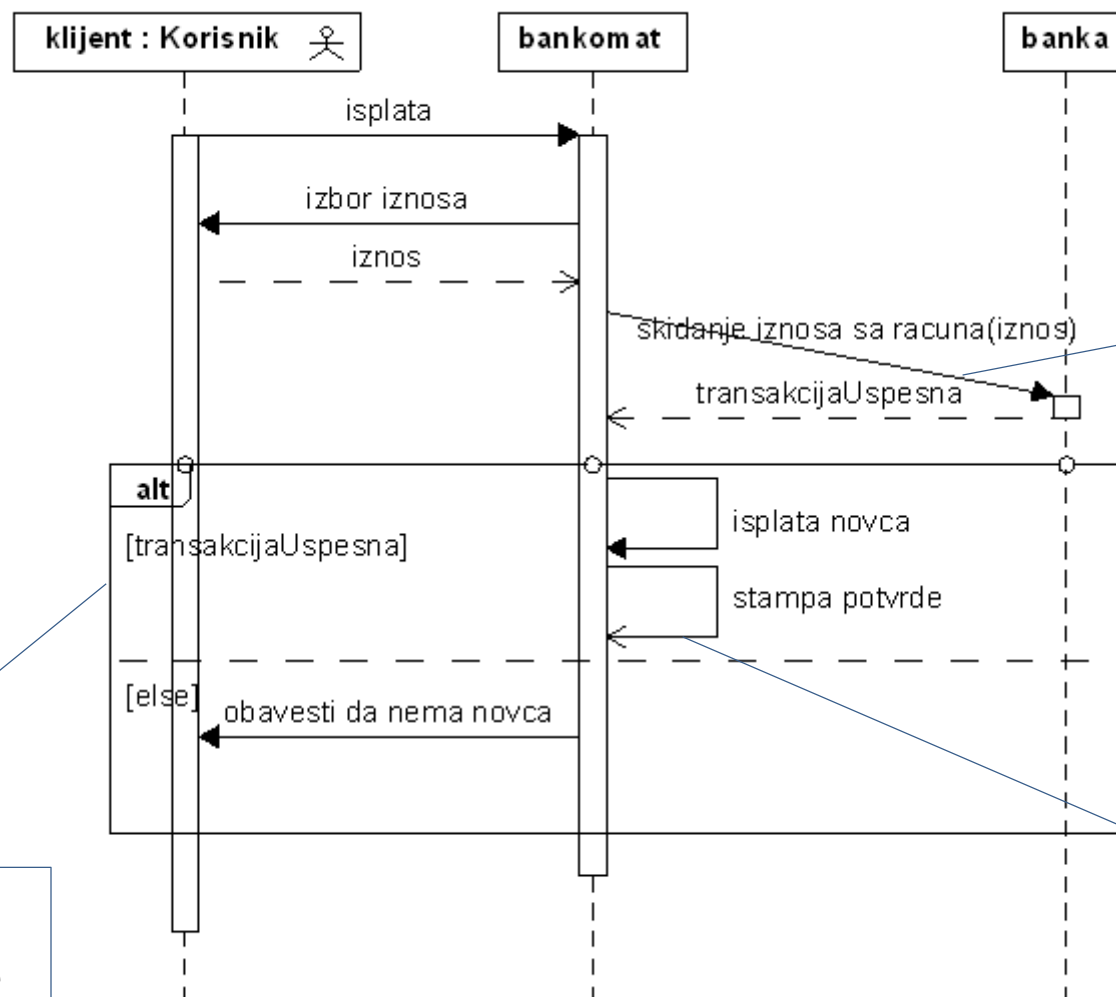 klijent : Korisnik
bankomat
banka
isplata
izbor iznosa
iznos
skidanje iznosa sa racuna(iznos)
transakcijaUspesna
alt
[transakcijaUspesna]
isplata novca
stampa potvrde
[else]
obavesti da nema novca